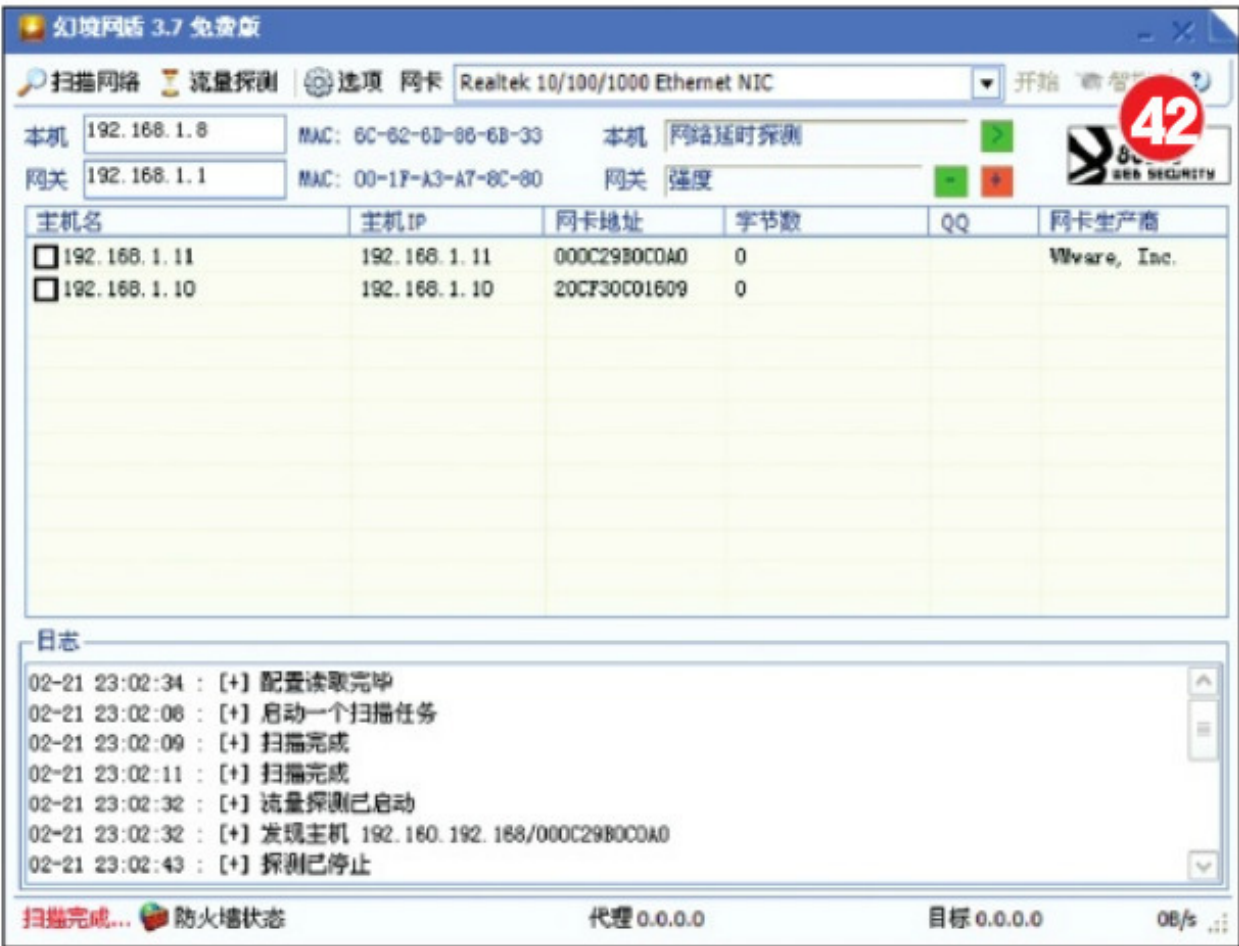 幻境网盾 3.7 免费版
扫描网络 流量探测 选项 网卡 Realtek 10/100/1000 Ethernet NIC 开始
42
本机 192.168.1.8 MAC: 6C-62-6D-86-6B-33 本机 网络延时探测 >
网关 192.168.1.1 MAC: 00-1F-A3-A7-8C-80 网关 强度 - +
WEB SECURITY
主机名 主机IP 网卡地址 字节数 QQ 网卡生产商
192.168.1.11 192.168.1.11 000C29B0C0A0 0 VMware, Inc.
192.168.1.10 192.168.1.10 20CF30C01609 0
日志
02-21 23:02:34 : [+] 配置读取完毕
02-21 23:02:08 : [+] 启动一个扫描任务
02-21 23:02:09 : [+] 扫描完成
02-21 23:02:11 : [+] 扫描完成
02-21 23:02:32 : [+] 流量探测已启动
02-21 23:02:32 : [+] 发现主机 192.160.192.168/000C29B0C0A0
02-21 23:02:43 : [+] 探测已停止
扫描完成... 防火墙状态 代理 0.0.0.0 目标 0.0.0.0 0B/s